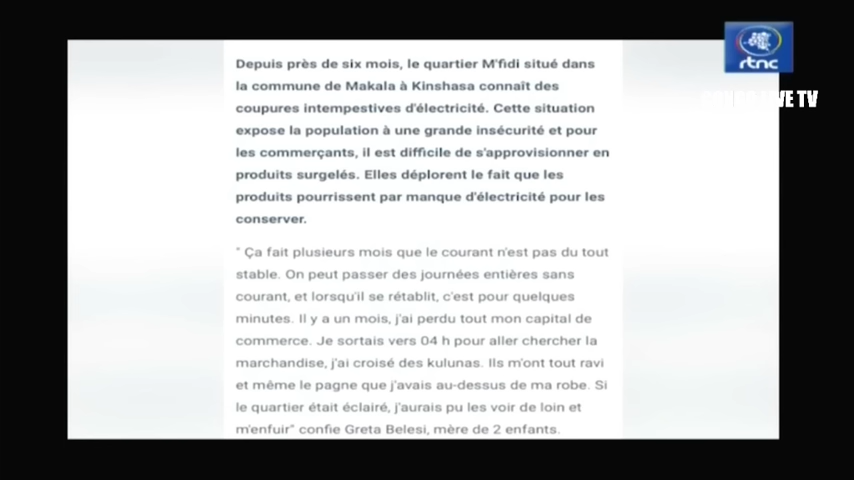 rtnc
VE TV
Depuis près de six mois, le quartier M'fidi situé dans
la commune de Makala à Kinshasa connaît des
coupures intempestives d'électricité. Cette situation
expose la population à une grande insécurité et pour
les commerçants, il est difficile de s'approvisionner en
produits surgelés. Elles déplorent le fait que les
produits pourrissent par manque d'électricité pour les
conserver.
" Ça fait plusieurs mois que le courant n'est pas du tout
stable. On peut passer des journées entières sans
courant, et lorsqu'il se rétablit, c'est pour quelques
minutes. Il y a un mois, j'ai perdu tout mon capital de
commerce. Je sortais vers 04 h pour aller chercher la
marchandise, j'ai croisé des kulunas. Ils m'ont tout ravi
et même le pagne que j'avais au-dessus de ma robe. Si
le quartier était éclairé, j'aurais pu les voir de loin et
m'enfuir" confie Greta Belesi, mère de 2 enfants.